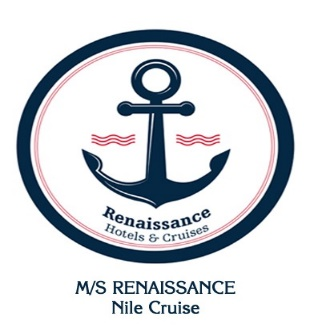 Renaissance
Hotels & Cruises
M/S RENAISSANCE
Nile Cruise